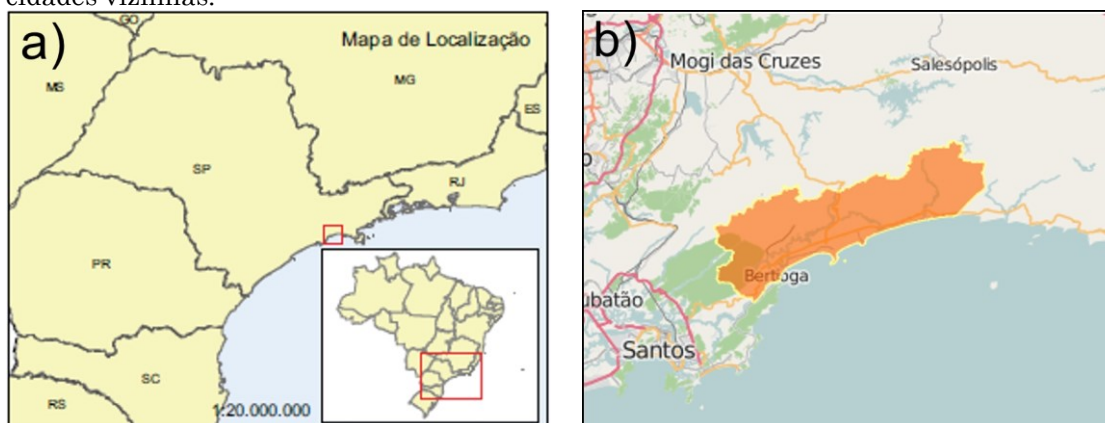 cidades vizinhas.
a)
Mapa de Localização
GO
MS
MG
ES
SP
RJ
PR
SC
RS
1:20.000.000
b)
Mogi das Cruzes
Salesópolis
Bertioga
ubatão
Santos